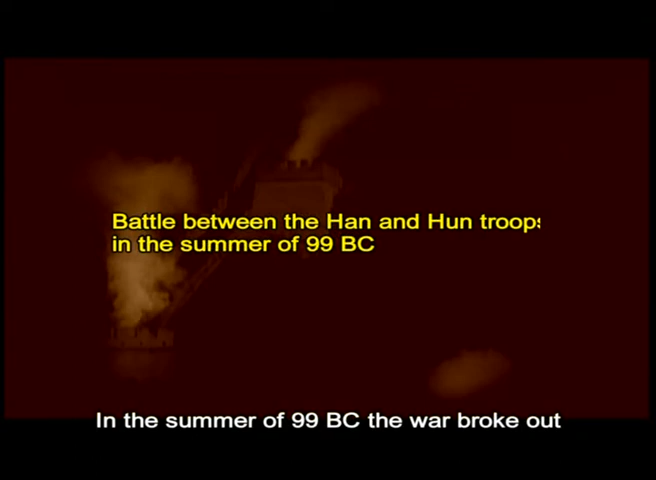 Battle between the Han and Hun troops
in the summer of 99 BC
In the summer of 99 BC the war broke out